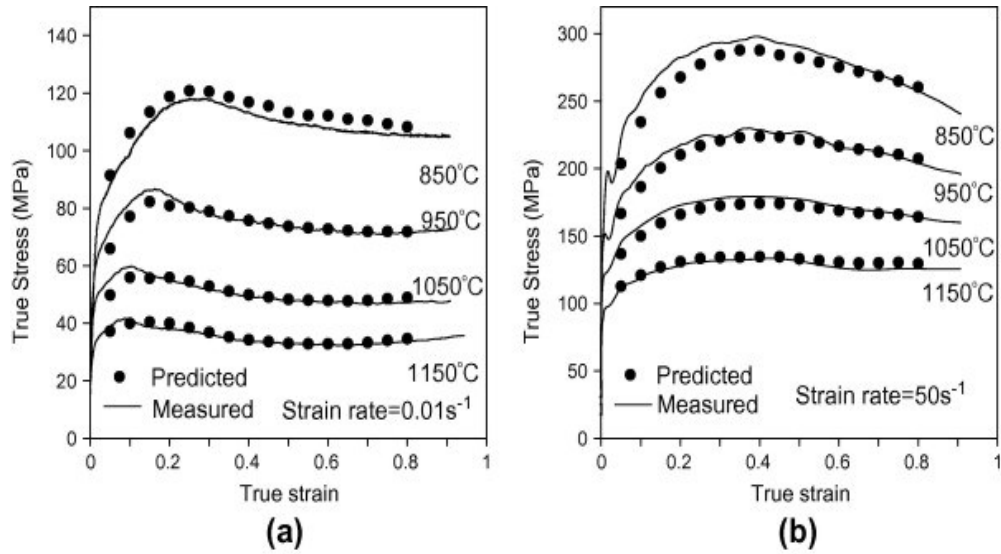 140
120
100
80
60
40
20
0
True Stress (MPa)
850°C
950°C
1050°C
1150°C
Predicted
Measured
Strain rate=0.01s⁻¹
0
0.2
0.4
0.6
0.8
1
True strain
(a)
300
250
200
150
100
50
0
True Stress (MPa)
850°C
950°C
1050°C
1150°C
Predicted
Measured
Strain rate=50s⁻¹
0
0.2
0.4
0.6
0.8
1
True strain
(b)